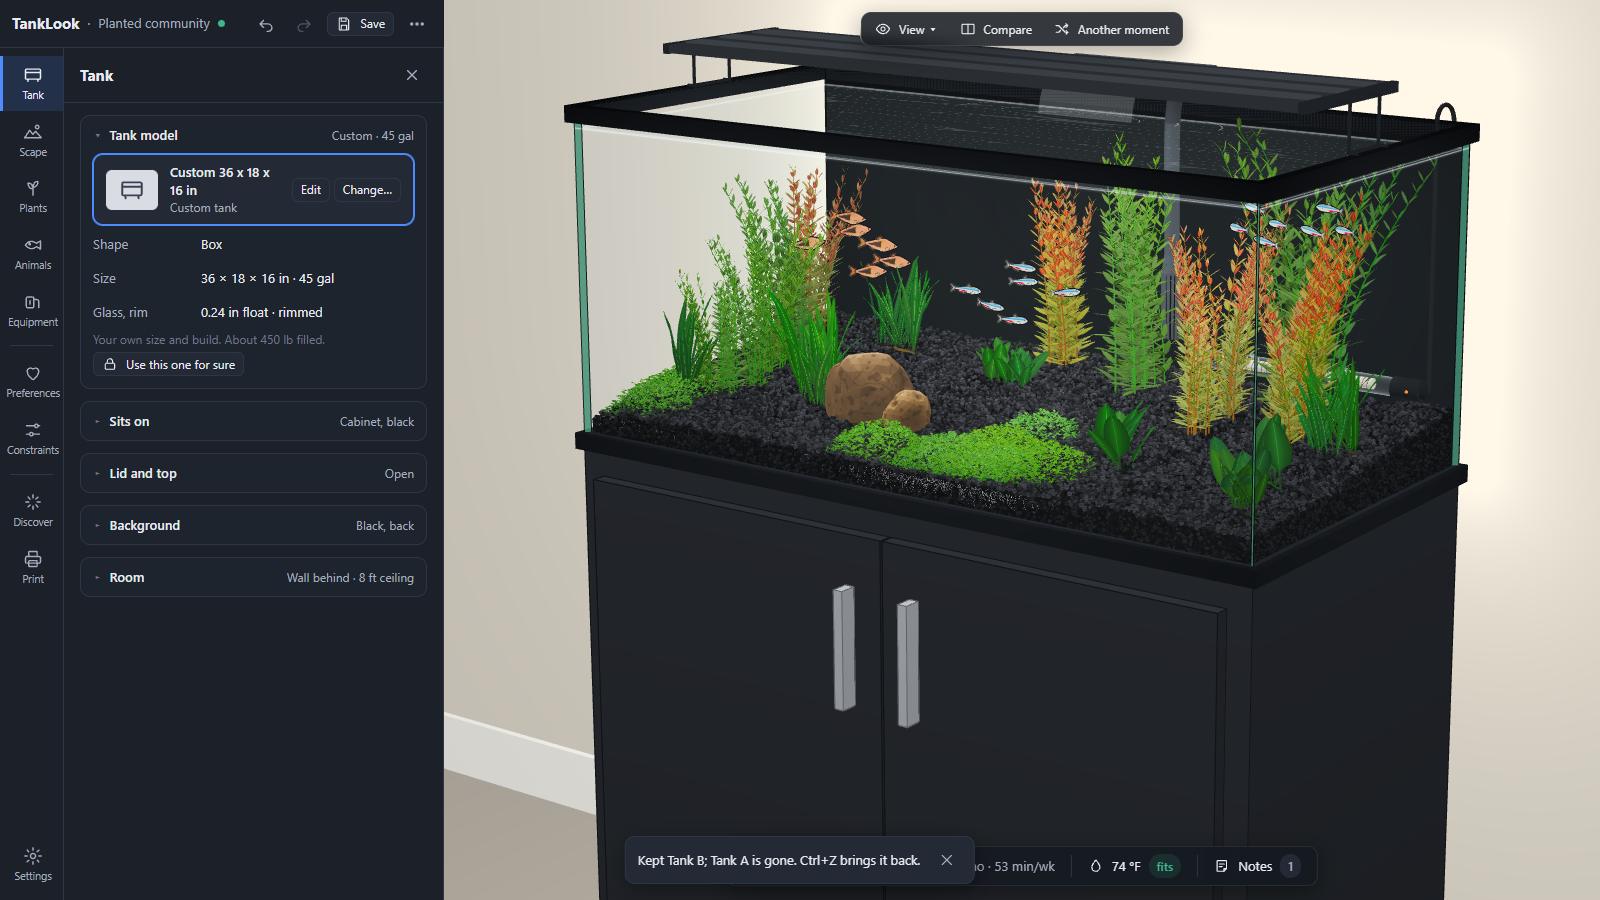 TankLook · Planted community
Save
View
Compare
Another moment
Tank
Scape
Plants
Animals
Equipment
Preferences
Constraints
Discover
Print
Settings
Tank
Tank model
Custom · 45 gal
Custom 36 x 18 x
16 in
Custom tank
Edit
Change...
Shape
Box
Size
36 × 18 × 16 in · 45 gal
Glass, rim
0.24 in float · rimmed
Your own size and build. About 450 lb filled.
Use this one for sure
Sits on
Cabinet, black
Lid and top
Open
Background
Black, back
Room
Wall behind · 8 ft ceiling
Kept Tank B; Tank A is gone. Ctrl+Z brings it back.
· 53 min/wk
74 °F
fits
Notes
1